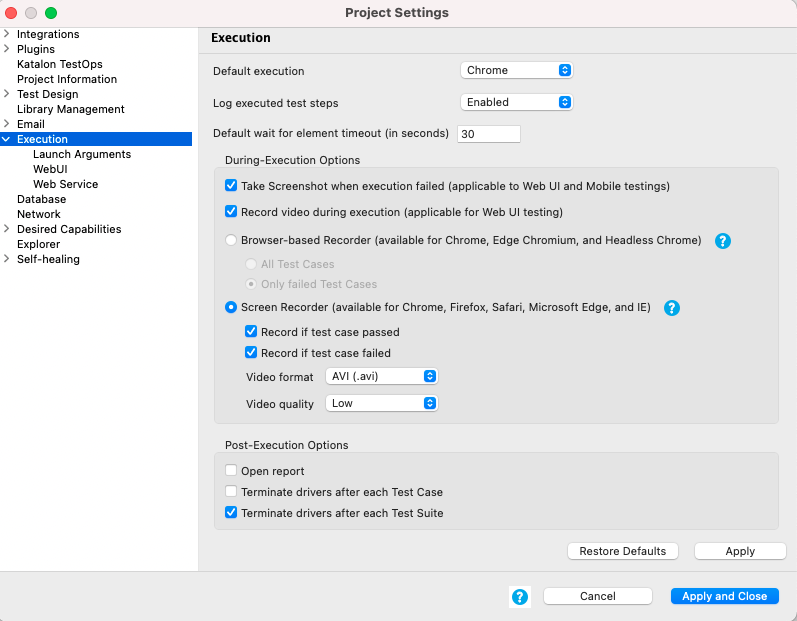 Project Settings
Integrations
Plugins
Katalon TestOps
Project Information
Test Design
Library Management
Email
Execution
Launch Arguments
WebUI
Web Service
Database
Network
Desired Capabilities
Explorer
Self-healing
Execution
Default execution Chrome
Log executed test steps Enabled
Default wait for element timeout (in seconds) 30
During-Execution Options
Take Screenshot when execution failed (applicable to Web UI and Mobile testings)
Record video during execution (applicable for Web UI testing)
Browser-based Recorder (available for Chrome, Edge Chromium, and Headless Chrome) ?
All Test Cases
Only failed Test Cases
Screen Recorder (available for Chrome, Firefox, Safari, Microsoft Edge, and IE) ?
Record if test case passed
Record if test case failed
Video format AVI (.avi)
Video quality Low
Post-Execution Options
Open report
Terminate drivers after each Test Case
Terminate drivers after each Test Suite
Restore Defaults Apply
? Cancel Apply and Close